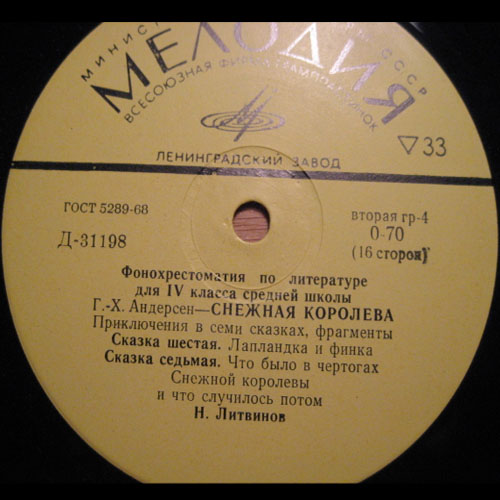 МИНИСТ СССР
МЕЛОДИЯ
ВСЕСОЮЗНАЯ ФИРМА ГРАМПЛАСТИНОК
ЛЕНИНГРАДСКИЙ ЗАВОД
▽33
ГОСТ 5289-68
вторая гр-4
Д-31198
0-70
(16 сторон)
Фонохрестоматия по литературе
для IV класса средней школы
Г.-Х. Андерсен—СНЕЖНАЯ КОРОЛЕВА
Приключения в семи сказках, фрагменты
Сказка шестая. Лапландка и финка
Сказка седьмая. Что было в чертогах
Снежной королевы
и что случилось потом
Н. Литвинов